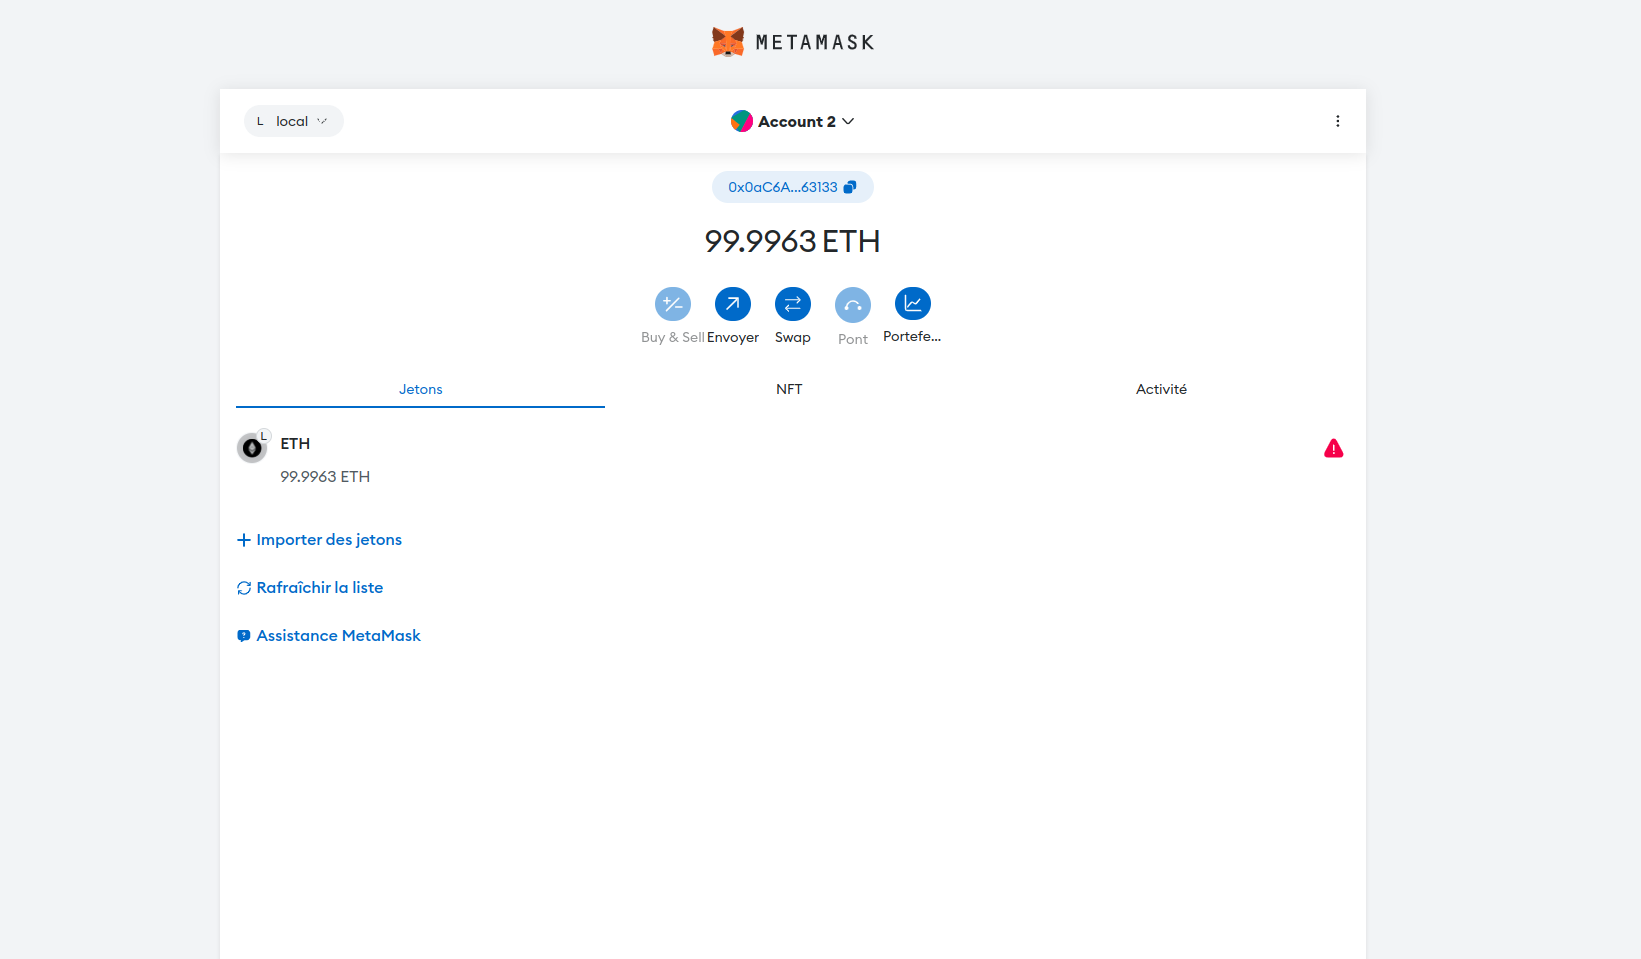 METAMASK
L local
Account 2
0x0aC6A...63133
99.9963 ETH
Buy & Sell
Envoyer
Swap
Pont
Portefe...
Jetons
NFT
Activité
L
ETH
99.9963 ETH
Importer des jetons
Rafraîchir la liste
Assistance MetaMask